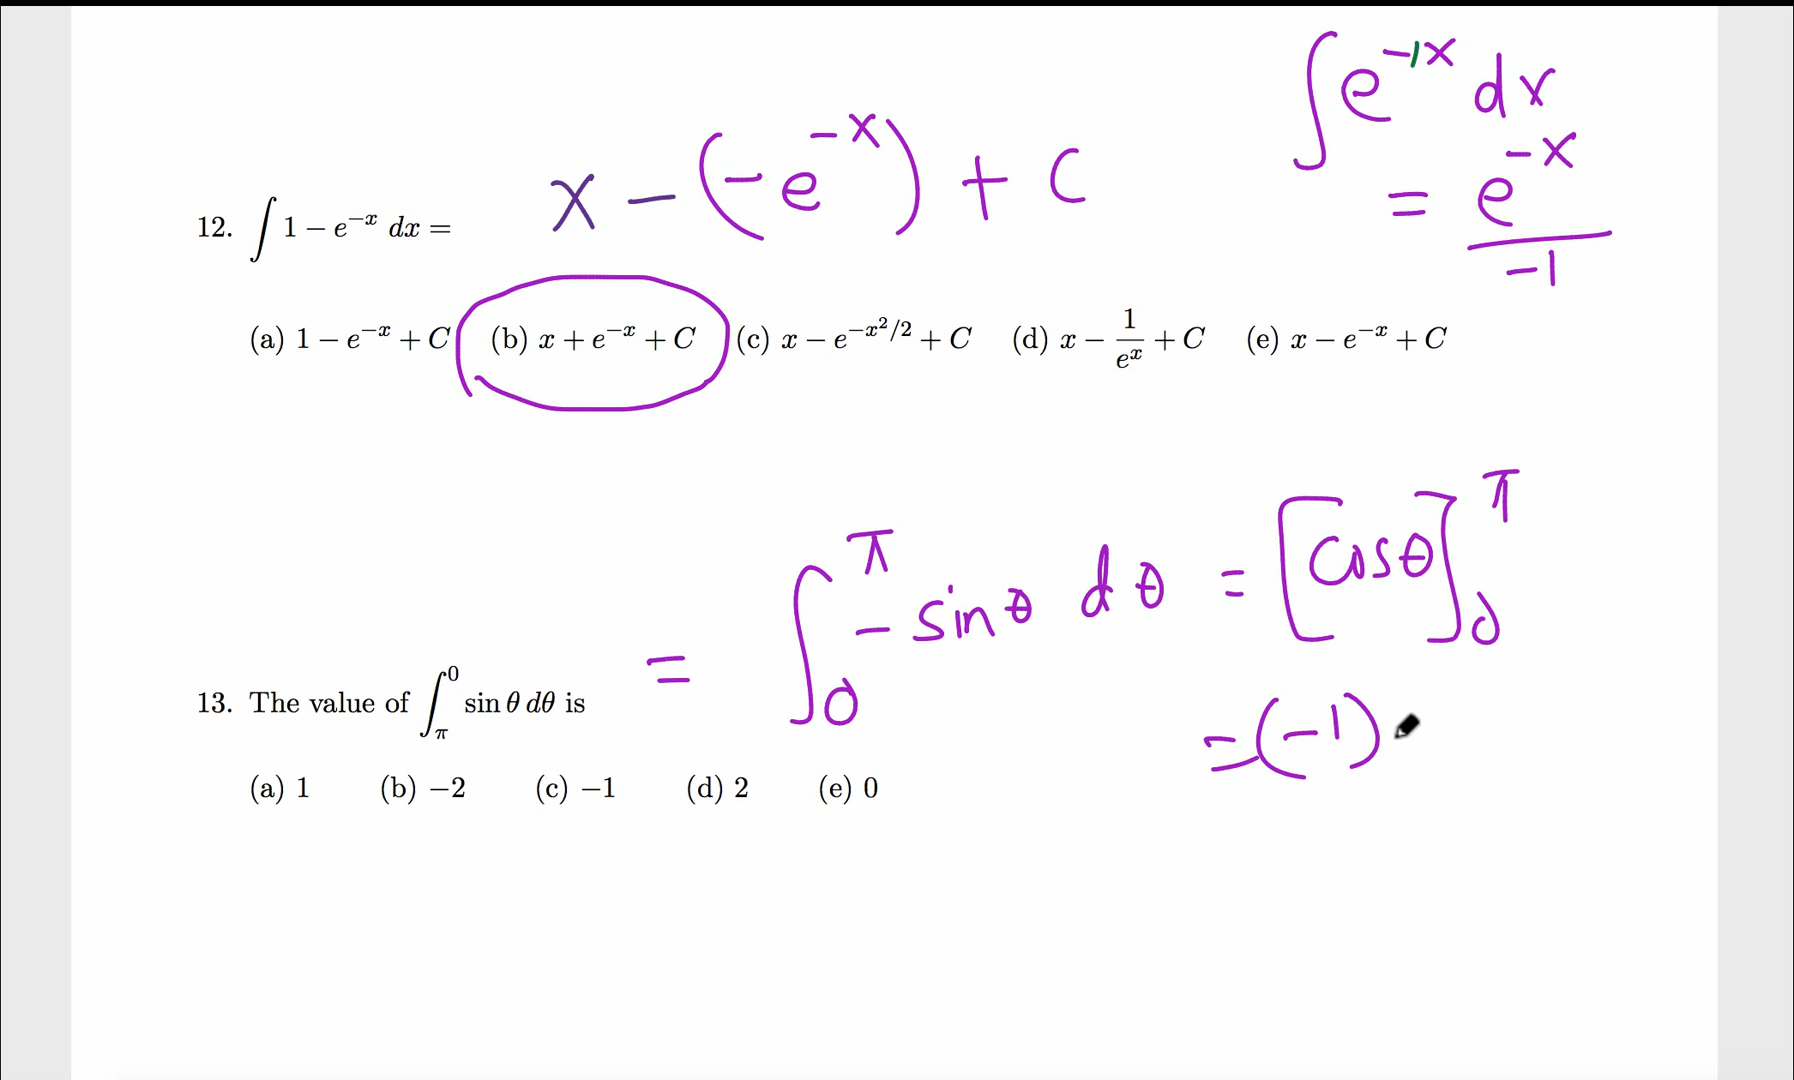 ∫ e^{-1x} dx
= e^{-x} / -1
x - (-e^{-x}) + C
12. ∫ 1 − e^{−x} dx =
(a) 1 − e^{−x} + C (b) x + e^{−x} + C (c) x − e^{−x²/2} + C (d) x − 1/e^x + C (e) x − e^{−x} + C
= ∫_0^π - sin θ dθ = [cos θ]_0^π
13. The value of ∫_π^0 sin θ dθ is
= (-1)
(a) 1 (b) −2 (c) −1 (d) 2 (e) 0